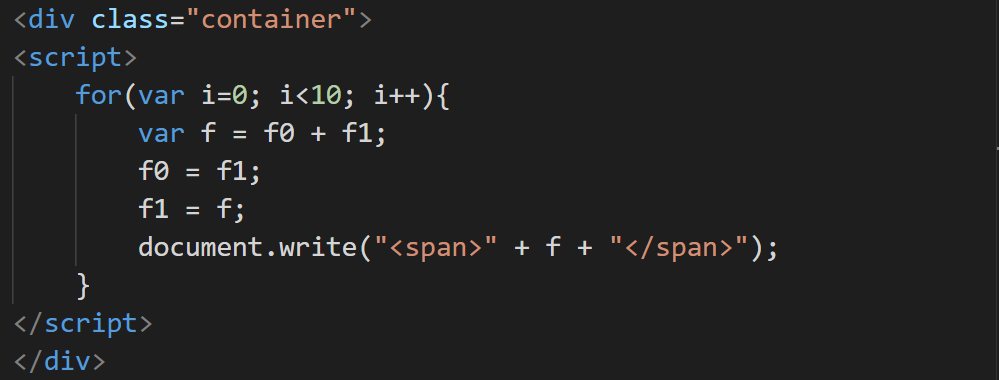 <div class="container">
<script>
for(var i=0; i<10; i++){
var f = f0 + f1;
f0 = f1;
f1 = f;
document.write("<span>" + f + "</span>");
}
</script>
</div>